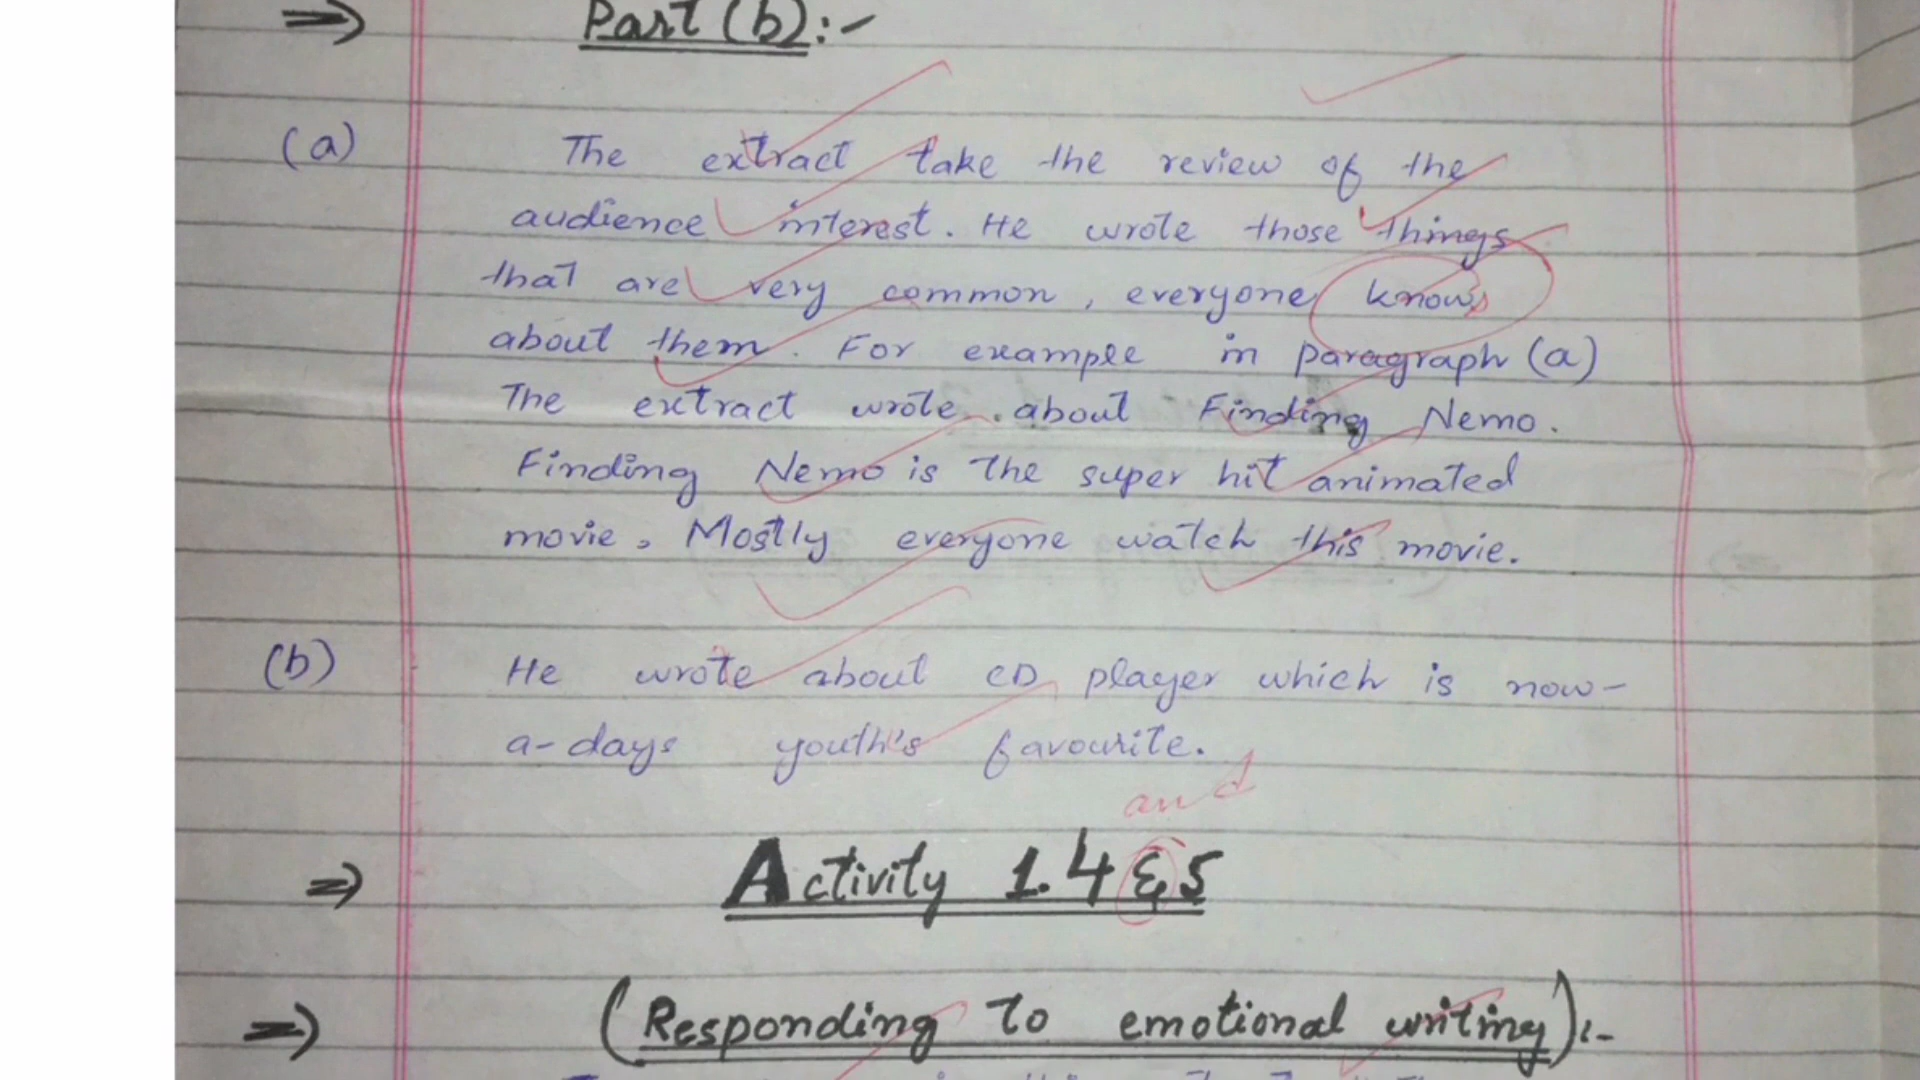 ⇒ Part (b):-
(a) The extract take the review of the
audience interest. He wrote those things
that are very common, everyone knows
about them. For example in paragraph (a)
The extract wrote about Finding Nemo.
Finding Nemo is the super hit animated
movie. Mostly everyone watch this movie.
(b) He wrote about CD player which is now-
a-days youth's favourite.
and
⇒ Activity 1.4 & 5
⇒ (Responding To emotional writing):-